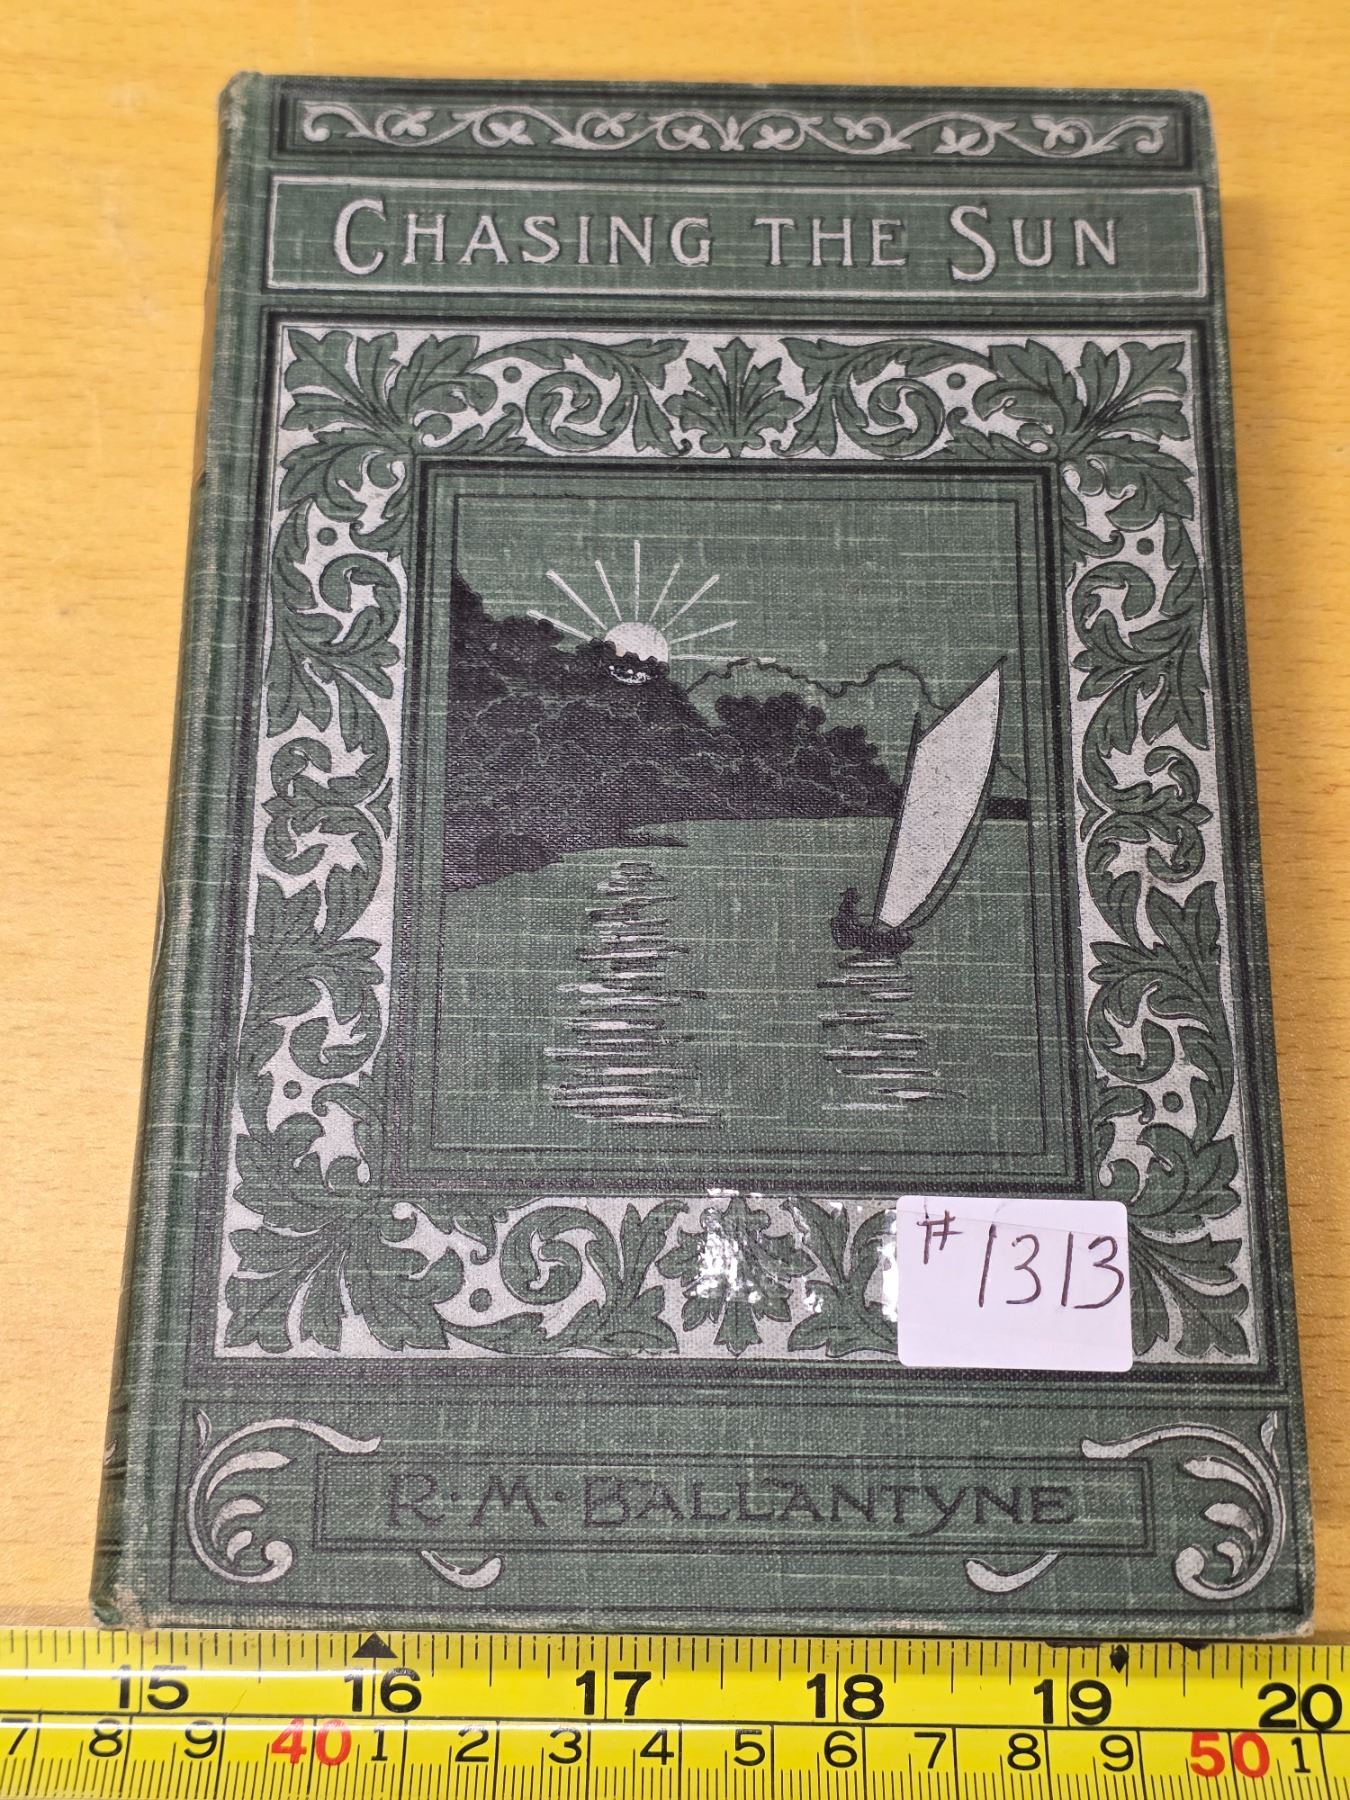 CHASING THE SUN
#1313
R. M. BALLANTYNE
15 16 17 18 19 20
7 8 9 40 1 2 3 4 5 6 7 8 9 50 1